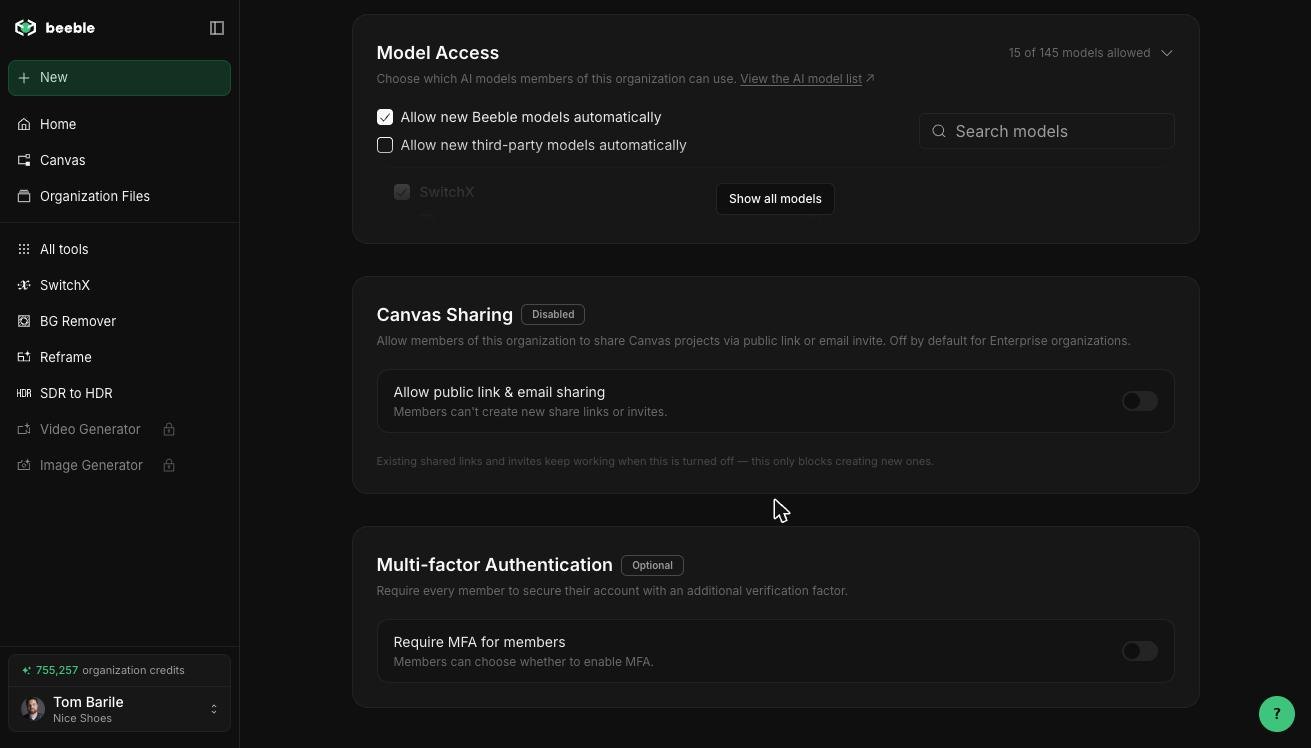 beeble
New
Home
Canvas
Organization Files
All tools
SwitchX
BG Remover
Reframe
HDR SDR to HDR
Video Generator
Image Generator
755,257 organization credits
Tom Barile
Nice Shoes
Model Access
15 of 145 models allowed
Choose which AI models members of this organization can use. View the AI model list ↗
Allow new Beeble models automatically
Allow new third-party models automatically
Search models
SwitchX
Show all models
Canvas Sharing Disabled
Allow members of this organization to share Canvas projects via public link or email invite. Off by default for Enterprise organizations.
Allow public link & email sharing
Members can't create new share links or invites.
Existing shared links and invites keep working when this is turned off — this only blocks creating new ones.
Multi-factor Authentication Optional
Require every member to secure their account with an additional verification factor.
Require MFA for members
Members can choose whether to enable MFA.
?